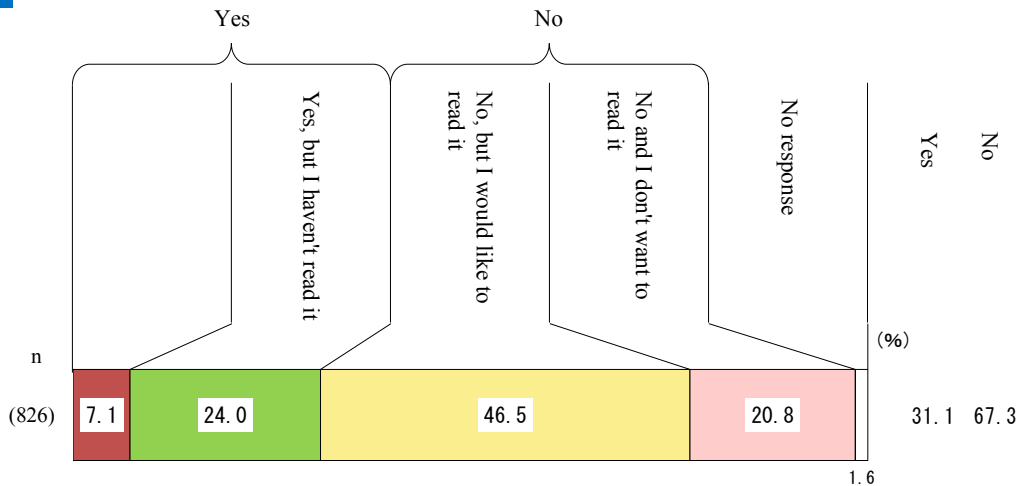 Yes
No
Yes, but I haven't read it
No, but I would like to
read it
No and I don't want to
read it
No response
Yes
No
(%)
n
(826)
7.1
24.0
46.5
20.8
31.1
67.3
1.6